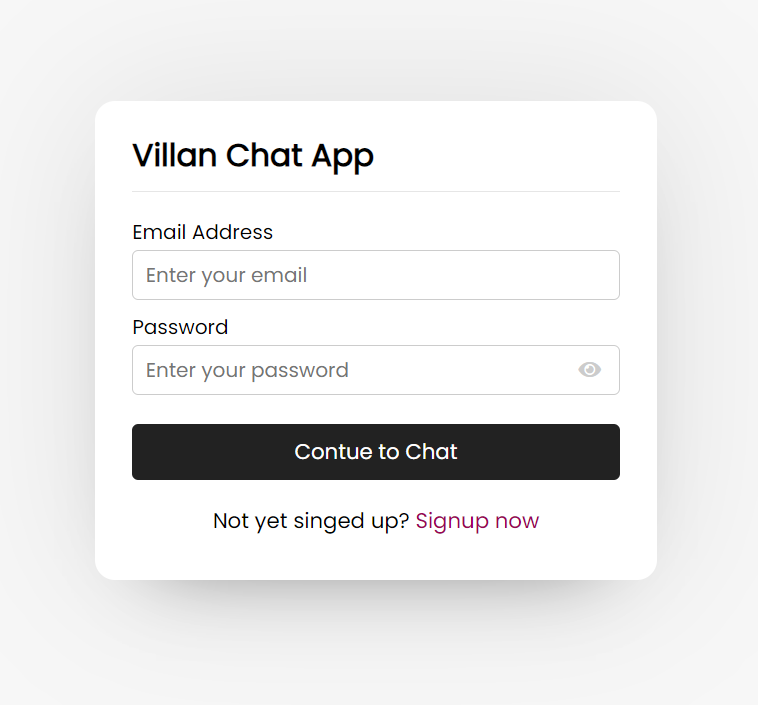 Villan Chat App
Email Address
Enter your email
Password
Enter your password
Contue to Chat
Not yet singed up? Signup now